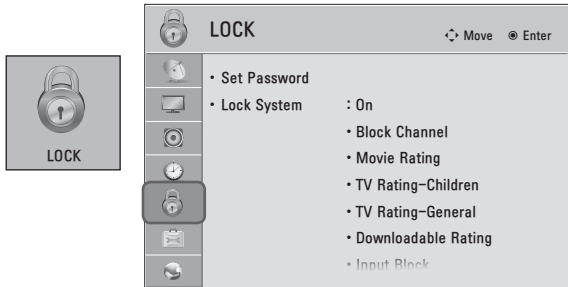 LOCK
LOCK
Move
Enter
• Set Password
• Lock System : On
• Block Channel
• Movie Rating
• TV Rating-Children
• TV Rating-General
• Downloadable Rating
• Input Block